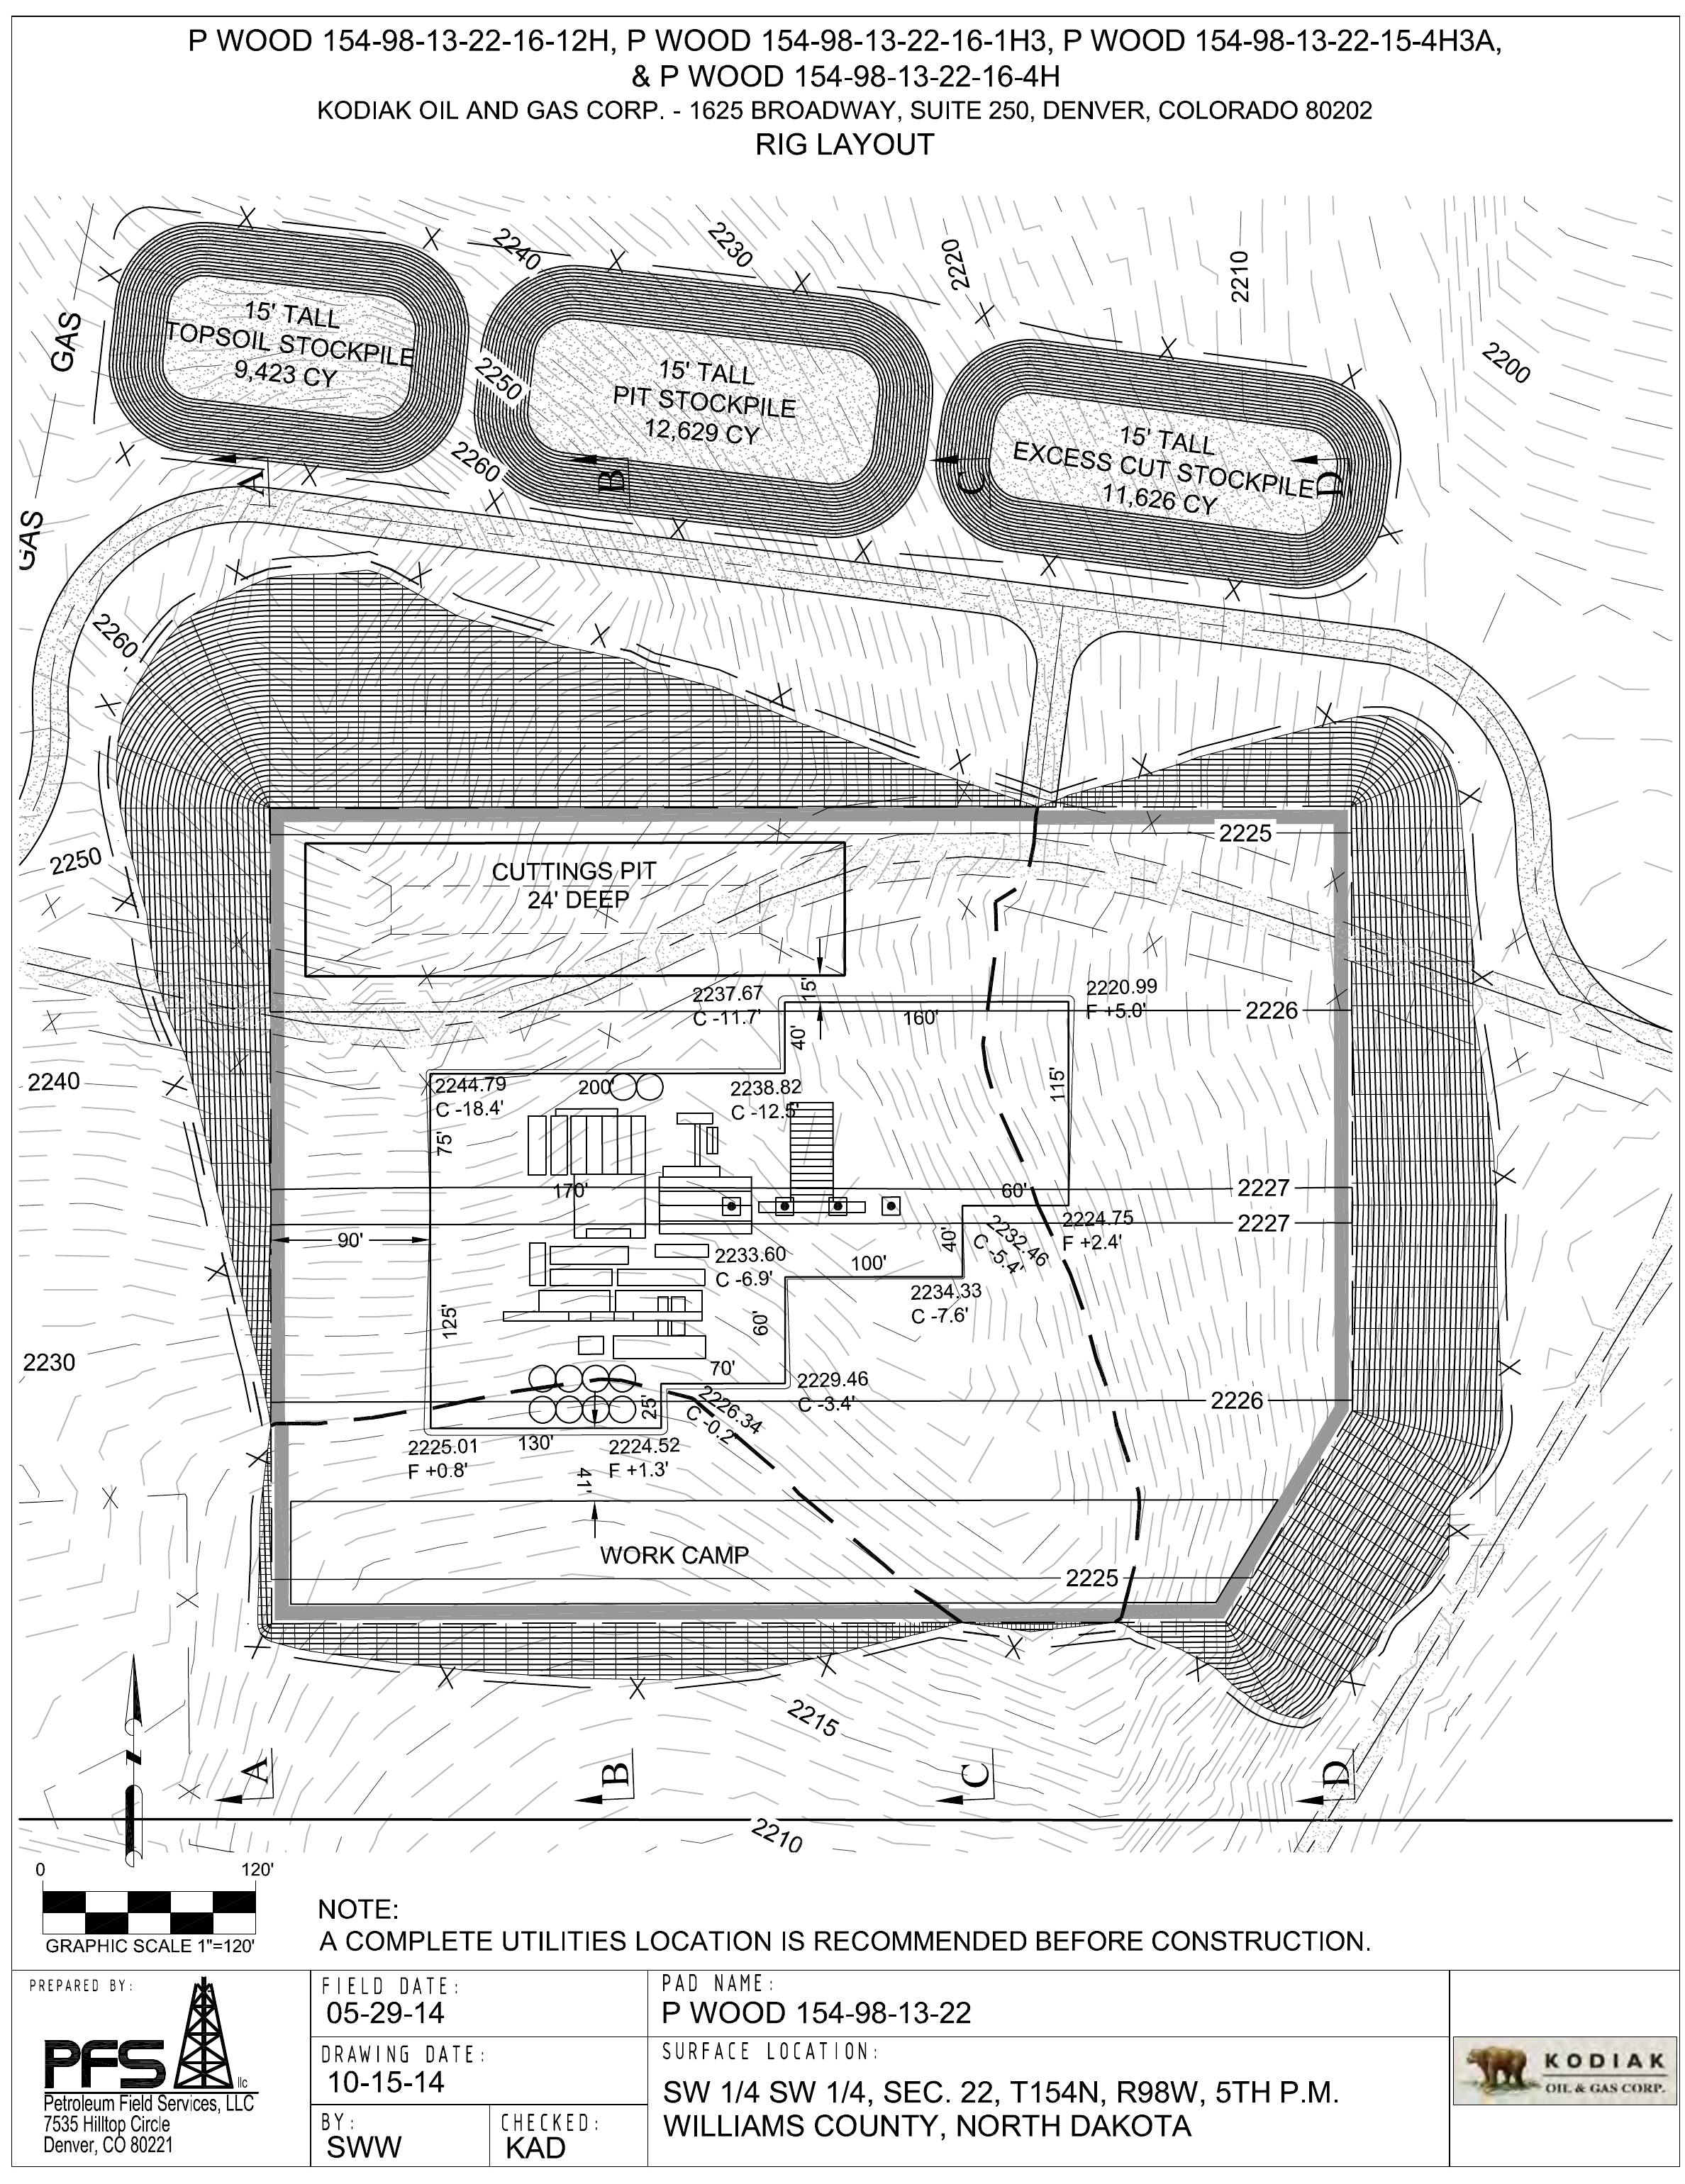 P WOOD 154-98-13-22-16-12H, P WOOD 154-98-13-22-16-1H3, P WOOD 154-98-13-22-15-4H3A,
& P WOOD 154-98-13-22-16-4H
KODIAK OIL AND GAS CORP. - 1625 BROADWAY, SUITE 250, DENVER, COLORADO 80202
RIG LAYOUT
2240
2230
2220
2210
GAS
15' TALL
TOPSOIL STOCKPILE
9,423 CY
2250
15' TALL
PIT STOCKPILE
12,629 CY
2200
15' TALL
EXCESS CUT STOCKPILE
11,626 CY
2260
A
B
C
D
GAS
2260
2225
2250
CUTTINGS PIT
24' DEEP
2237.67
C -11.7'
15'
40'
160'
2220.99
F +5.0'
2226
2240
2244.79
C -18.4'
200'
2238.82
C -12.5'
115'
75'
170'
60'
2227
2227
90'
2224.75
F +2.4'
2232.46
C -5.4'
40'
2233.60
C -6.9'
100'
2234.33
C -7.6'
125'
60'
2230
70'
2229.46
C -3.4'
2226
25'
2226.34
C -0.2'
2225.01
F +0.8'
130'
2224.52
F +1.3'
41'
WORK CAMP
2225
2215
A
B
C
D
2210
0 120'
GRAPHIC SCALE 1"=120'
NOTE:
A COMPLETE UTILITIES LOCATION IS RECOMMENDED BEFORE CONSTRUCTION.
PREPARED BY:
PFS
llc
Petroleum Field Services, LLC
7535 Hilltop Circle
Denver, CO 80221
FIELD DATE:
05-29-14
DRAWING DATE:
10-15-14
BY:
SWW
CHECKED:
KAD
PAD NAME:
P WOOD 154-98-13-22
SURFACE LOCATION:
SW 1/4 SW 1/4, SEC. 22, T154N, R98W, 5TH P.M.
WILLIAMS COUNTY, NORTH DAKOTA
KODIAK
OIL & GAS CORP.